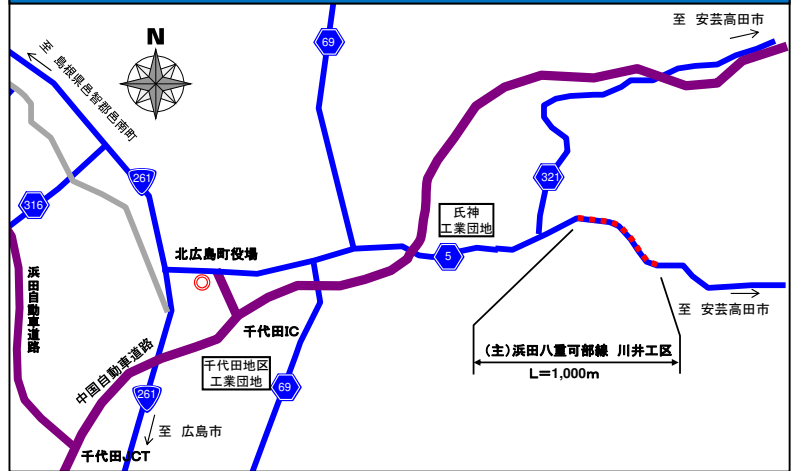 至 安芸高田市
69
N
至 島根県邑智郡邑南町
261
316
321
氏神
工業団地
北広島町役場
5
浜田自動車道路
千代田IC
至 安芸高田市
中国自動車道路
(主)浜田八重可部線 川井工区
L=1,000m
千代田地区
工業団地
69
261
至 広島市
千代田JCT